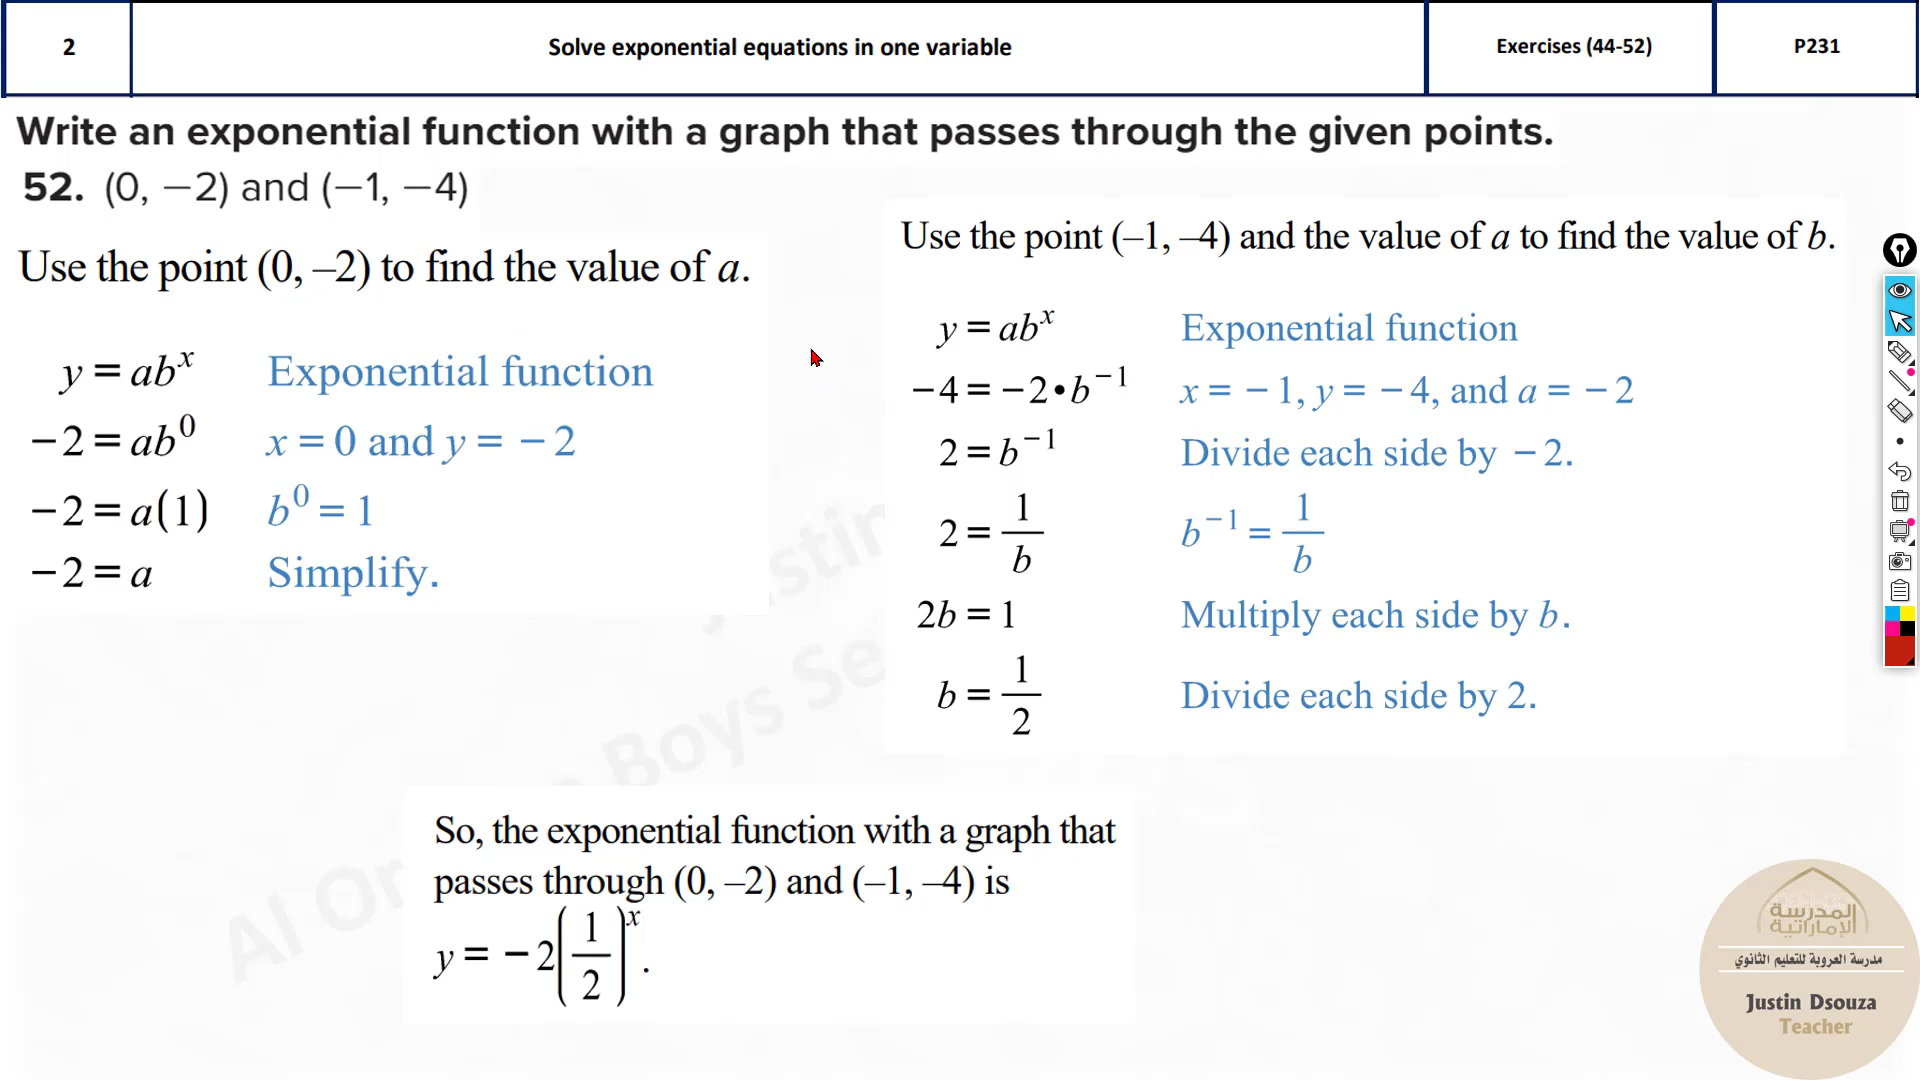 2 Solve exponential equations in one variable Exercises (44-52) P231
Write an exponential function with a graph that passes through the given points.
52. (0, −2) and (−1, −4)
Use the point (0, –2) to find the value of a.
y = ab^x Exponential function
−2 = ab^0 x = 0 and y = −2
−2 = a(1) b^0 = 1
−2 = a Simplify.
Use the point (–1, –4) and the value of a to find the value of b.
y = ab^x Exponential function
−4 = −2•b^−1 x = −1, y = −4, and a = −2
2 = b^−1 Divide each side by −2.
2 = 1/b b^−1 = 1/b
2b = 1 Multiply each side by b.
b = 1/2 Divide each side by 2.
So, the exponential function with a graph that
passes through (0, –2) and (–1, –4) is
y = −2(1/2)^x.
Al Or
Boys Se
المدرسة
الإماراتية
مدرسة العروبة للتعليم الثانوي
Justin Dsouza
Teacher